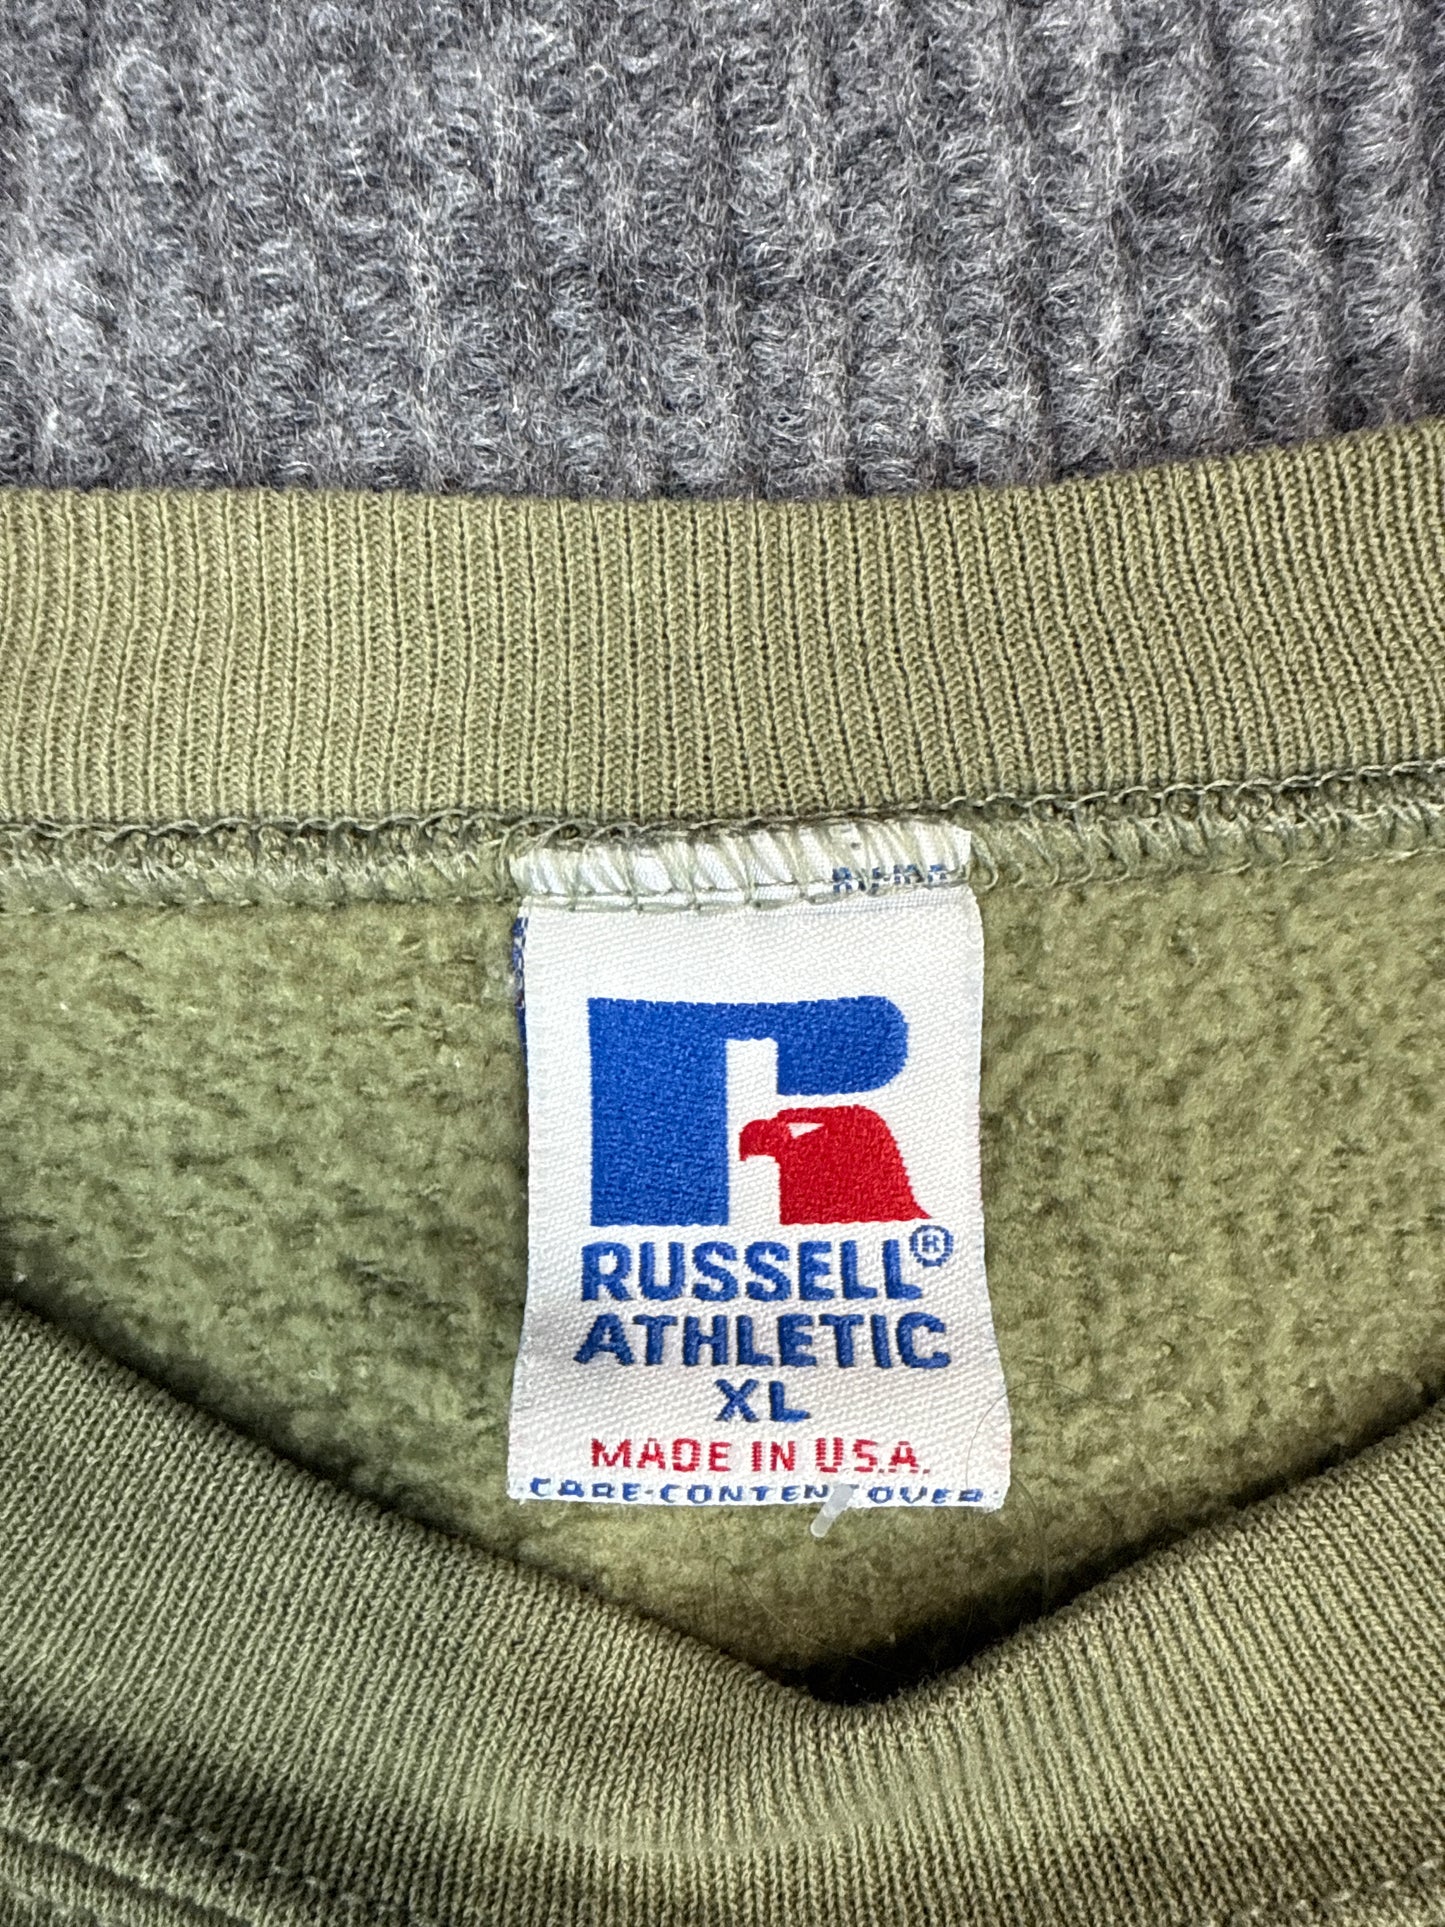 RUSSELL®
ATHLETIC
XL
MADE IN U.S.A.
CARE-CONTENT OVER